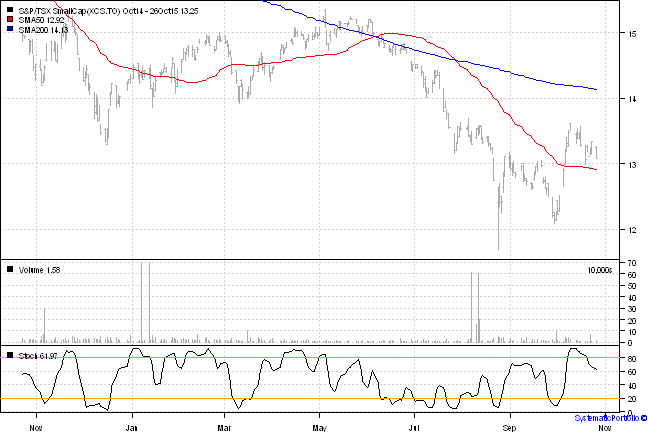 S&P/TSX SmallCap(XCS.TO) Oct14 - 26Oct15 13.25
SMA50 12.92
SMA200 14.13
15
14
13
12
Volume 1.58
10,000s
70
60
50
40
30
20
10
0
Stoch 61.97
80
60
40
20
0
Nov Jan Mar May Jul Sep Nov
SystematicPortfolio ©